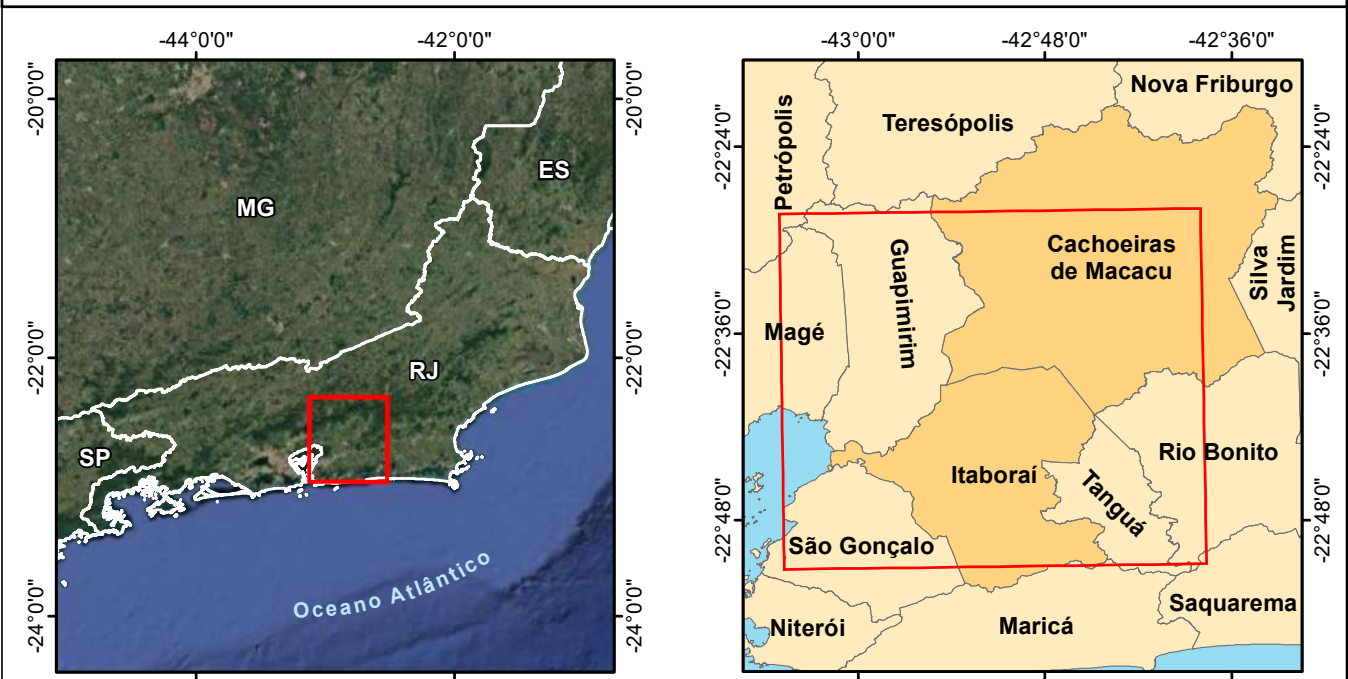 -44°0'0"
-42°0'0"
-20°0'0"
-20°0'0"
ES
MG
-22°0'0"
-22°0'0"
RJ
SP
Oceano Atlântico
-24°0'0"
-24°0'0"
-43°0'0"
-42°48'0"
-42°36'0"
Nova Friburgo
Petrópolis
Teresópolis
-22°24'0"
-22°24'0"
Cachoeiras
de Macacu
Guapimirim
Silva
Jardim
Magé
-22°36'0"
-22°36'0"
Rio Bonito
Itaboraí
Tanguá
-22°48'0"
-22°48'0"
São Gonçalo
Saquarema
Niterói
Maricá